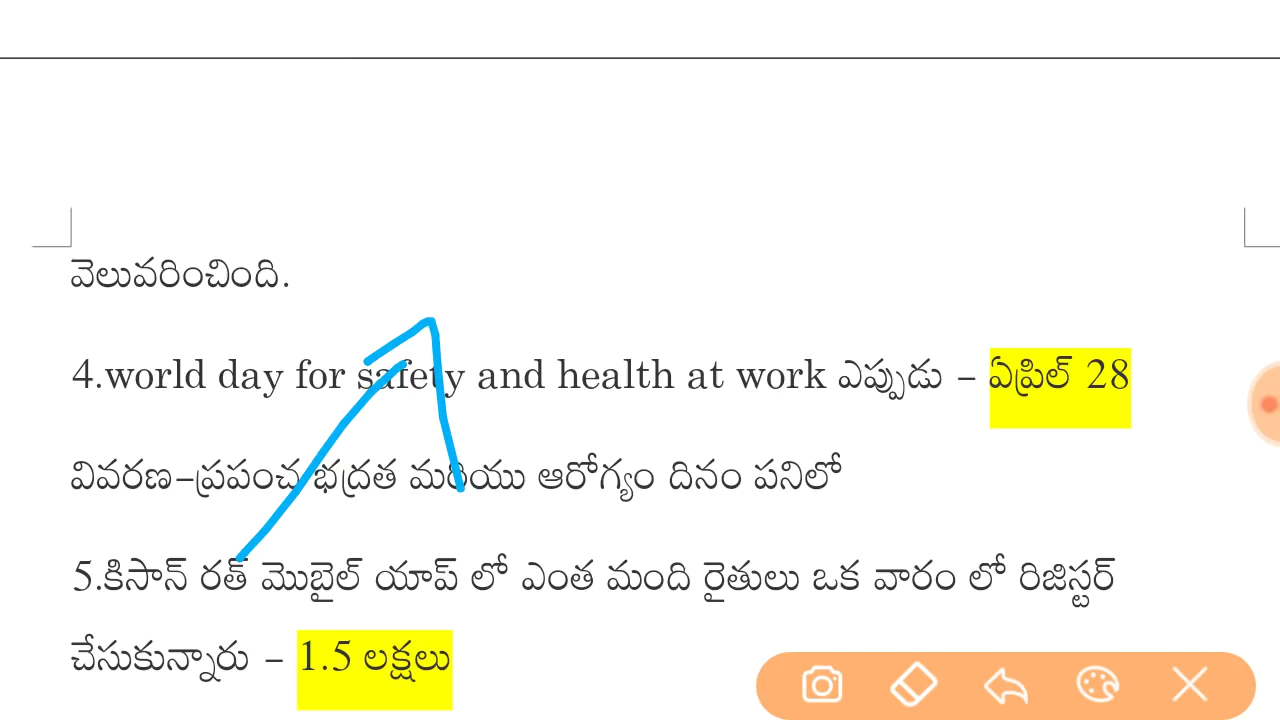 వెలువరించింది.
4.world day for safety and health at work ఎప్పుడు – ఏప్రిల్ 28
వివరణ–ప్రపంచ భద్రత మరియు ఆరోగ్యం దినం పనిలో
5.కిసాన్ రత్ మొబైల్ యాప్ లో ఎంత మంది రైతులు ఒక వారం లో రిజిస్టర్
చేసుకున్నారు – 1.5 లక్షలు